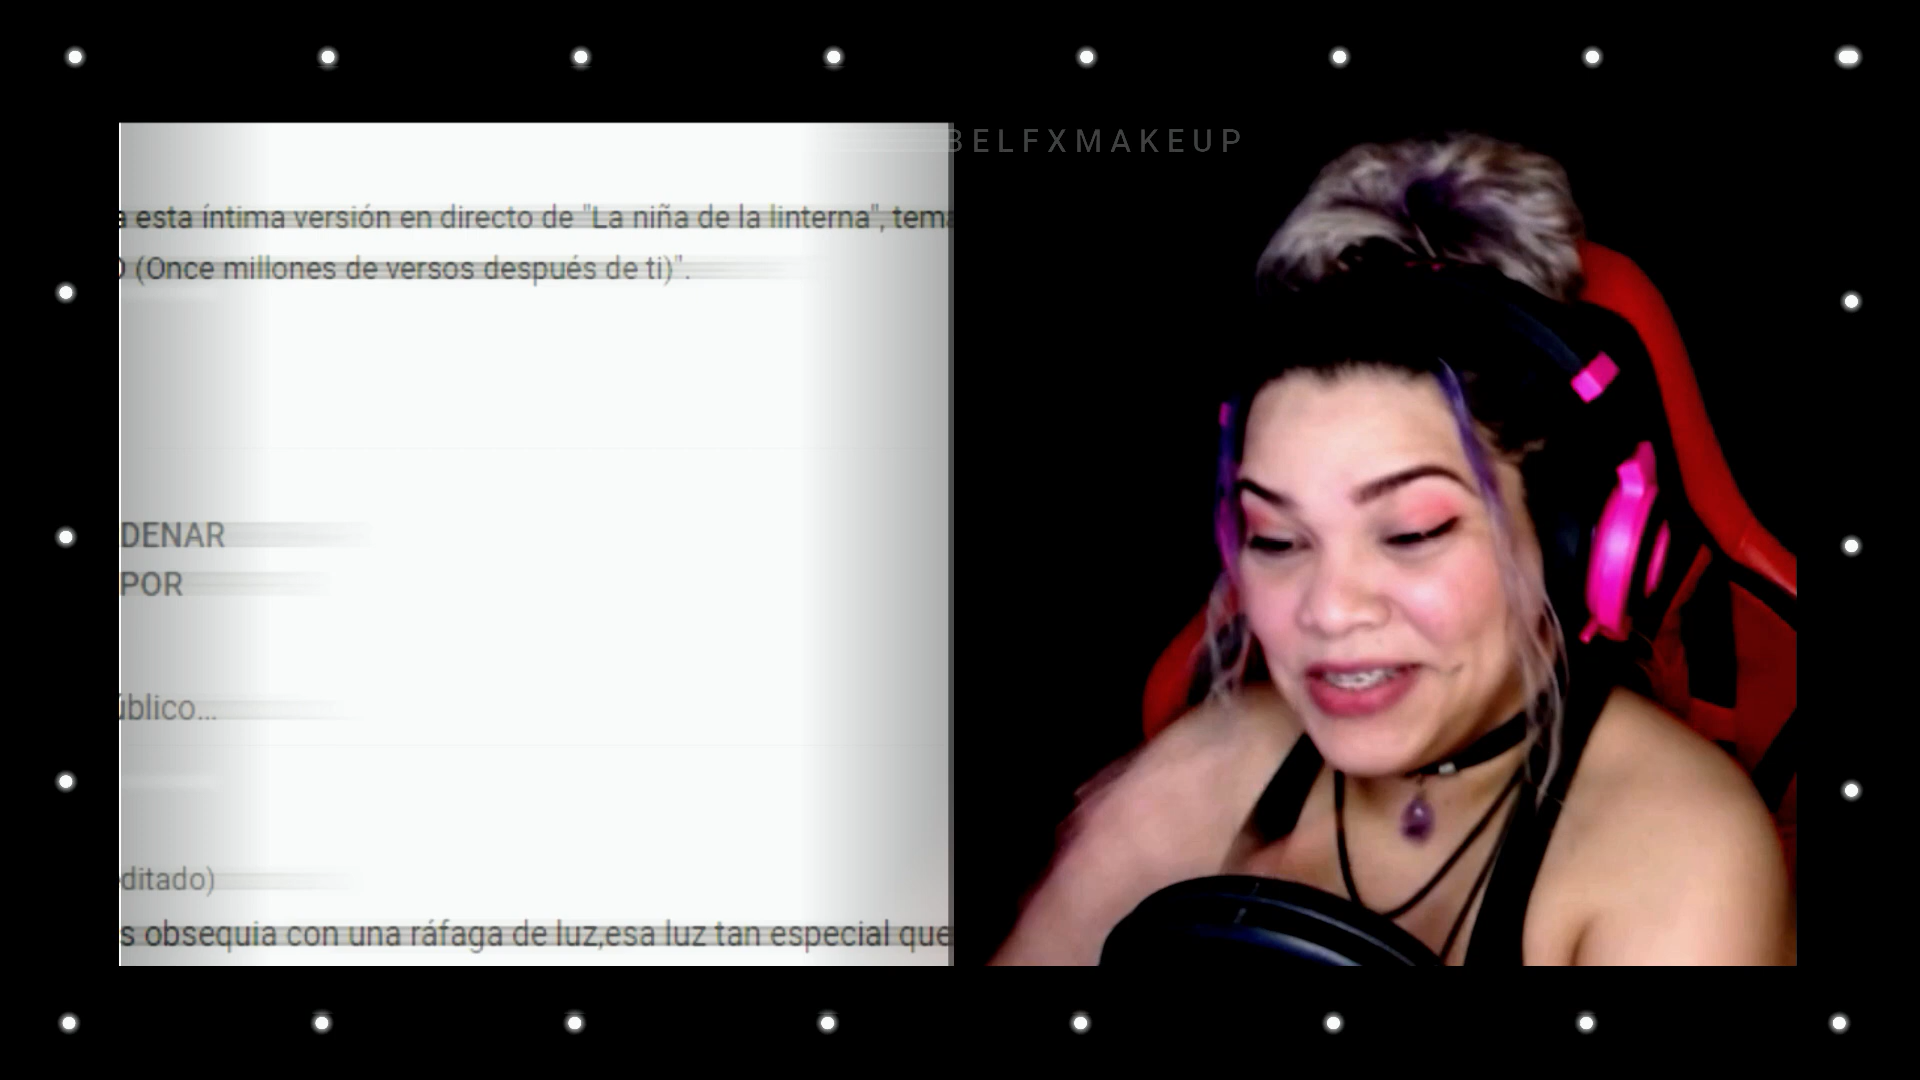 BELFXMAKEUP
a esta íntima versión en directo de "La niña de la linterna", tema
(Once millones de versos después de ti)".
DENAR
POR
úblico...
ditado)
s obsequia con una ráfaga de luz,esa luz tan especial que